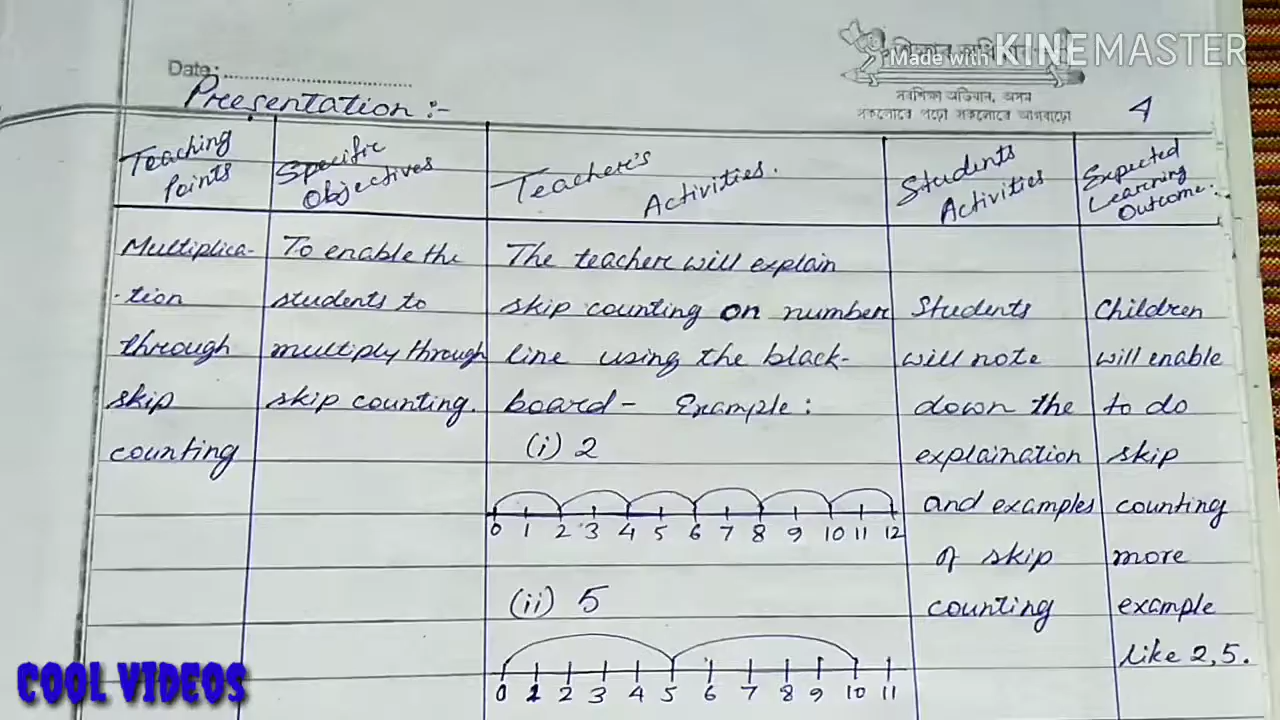 Made with KINEMASTER
Date:
সৰ্বশিক্ষা অভিযান, অসম
Presentation :-
4
Teaching Points
Specific Objectives
Teacher's Activities.
Students Activities
Expected Learning Outcome.
Multiplica-
-tion
through
skip
counting
To enable the
students to
multiply through
skip counting.
The teacher will explain
skip counting on number
line using the black-
board - Example:
(i) 2
0 1 2 3 4 5 6 7 8 9 10 11 12
(ii) 5
0 1 2 3 4 5 6 7 8 9 10 11
Students
will note
down the
explaination
and examples
of skip
counting
Children
will enable
to do
skip
counting
more
example
like 2, 5.
COOL VIDEOS